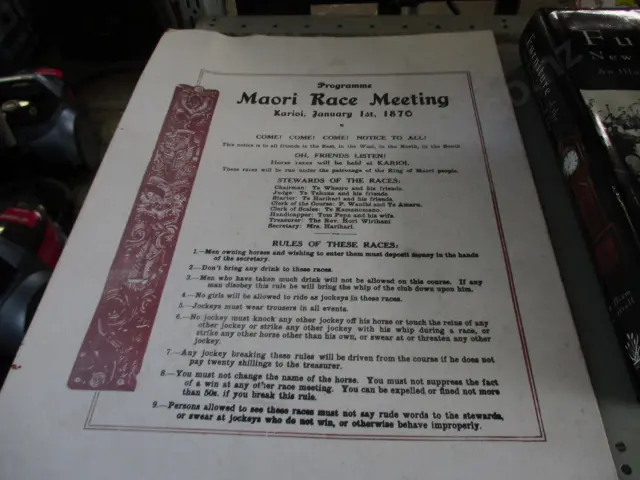 Programme
Maori Race Meeting
Karioi, January 1st, 1870
COME! COME! COME! NOTICE TO ALL!
This notice is to all friends in the East, in the West, in the North, in the South.
OH, FRIENDS LISTEN!
Horse races will be held at KARIOI.
These races will be run under the patronage of the King of Maori people.
STEWARDS OF THE RACES:
Chairman: Te Whaure and his friends.
Judge: Te Tahuna and his friends.
Starter: Te Harihari and his friends.
Clerk of the Course: P. Wanihi and Te Amara.
Clerk of Scales: Te
Handicapper: Tom Pepa and his wife.
Treasurer: The Rev. Hori Wirihani
Secretary: Mrs. Harihari.
RULES OF THESE RACES:
1.—Men owning horses and wishing to enter them must deposit money in the hands
of the secretary.
2.—Don't bring any drink to these races.
3.—Men who have taken much drink will not be allowed on this course. If any
man disobey this rule he will bring the whip of the club down upon him.
4.—No girls will be allowed to ride as jockeys in these races.
5.—Jockeys must wear trousers in all events.
6.—No jockey must knock any other jockey off his horse or touch the reins of any
other jockey or strike any other jockey with his whip during a race, or
strike any other horse other than his own, or swear at or threaten any other
jockey.
7.—Any jockey breaking these rules will be driven from the course if he does not
pay twenty shillings to the treasurer.
8.—You must not change the name of the horse. You must not suppress the fact
of a win at any other race meeting. You can be expelled or fined not more
than 50s. if you break this rule.
9.—Persons allowed to see these races must not say rude words to the stewards,
or swear at jockeys who do not win, or otherwise behave improperly.
Fu
New
An Ill
Furniture of the